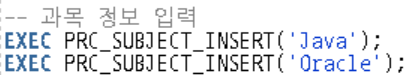 -- 과목 정보 입력
EXEC PRC_SUBJECT_INSERT('Java');
EXEC PRC_SUBJECT_INSERT('Oracle');